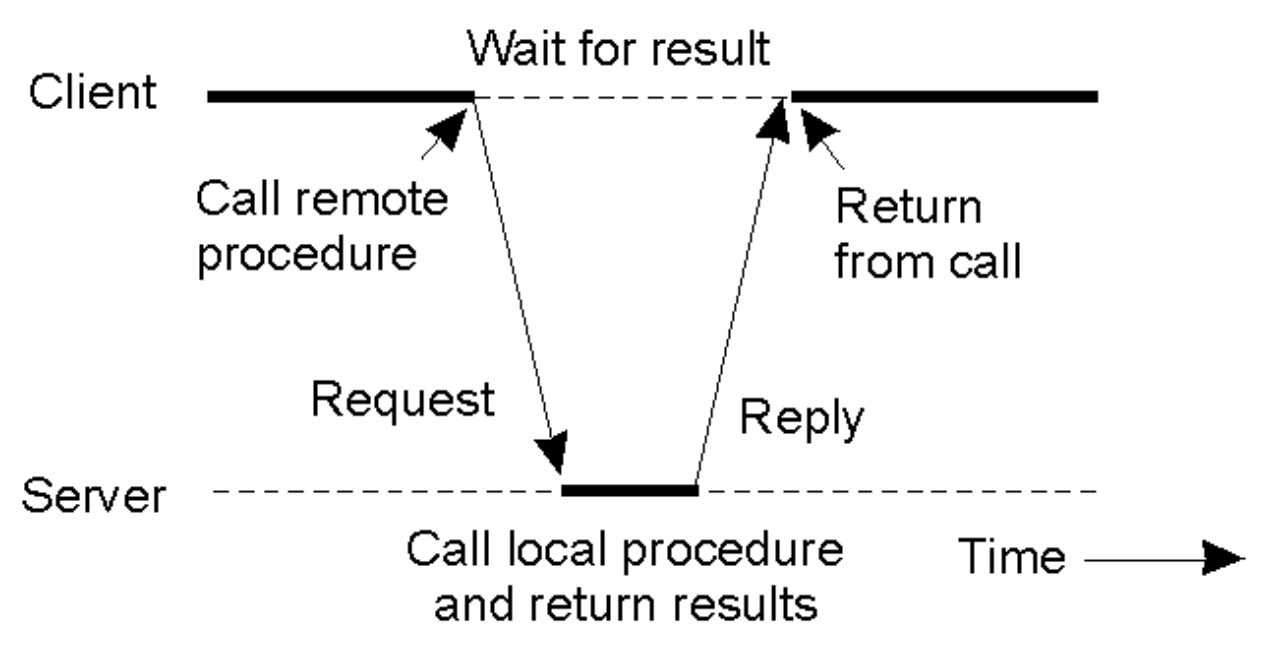 Wait for result
Client
Call remote
procedure
Return
from call
Request
Reply
Server
Call local procedure
and return results
Time